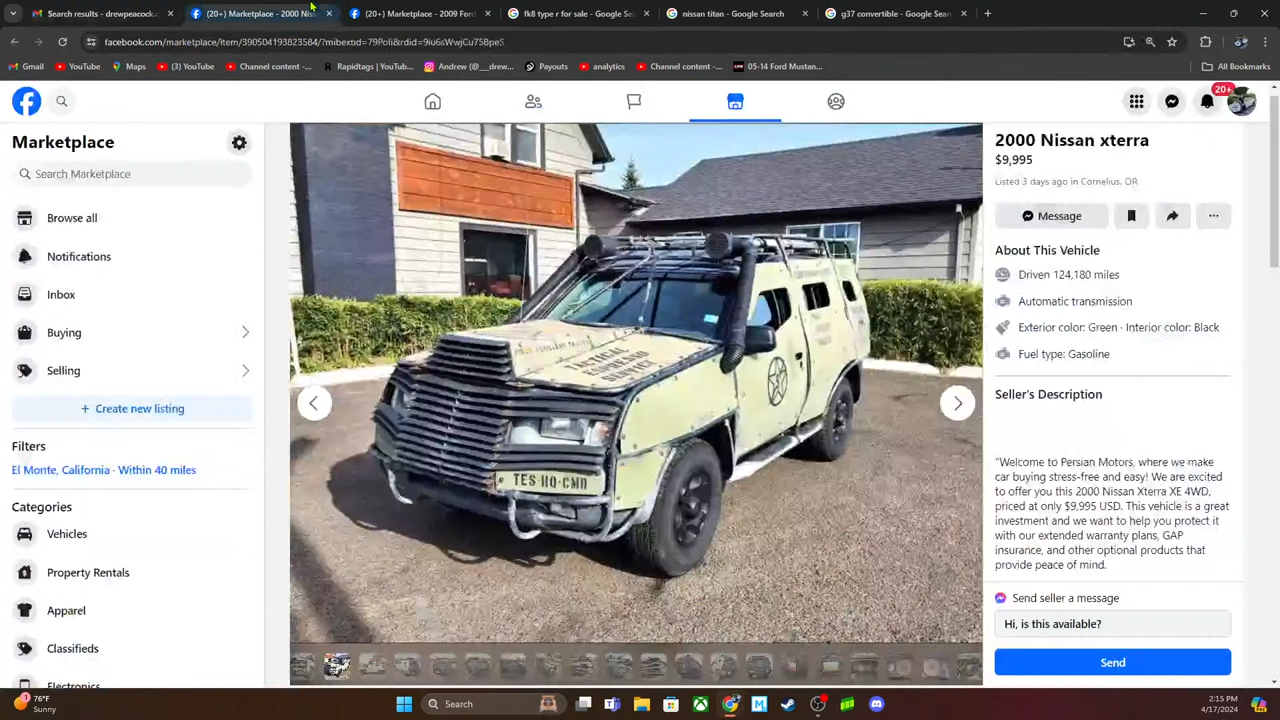 Search results - drewpeacock.c
(20+) Marketplace - 2000 Niss
(20+) Marketplace - 2009 Ford
fk8 type r for sale - Google Se
nissan titan - Google Search
g37 convertible - Google Sear
facebook.com/marketplace/item/390504193823584/?mibextid=79PoIi&rdid=9iu6sWwjCu75BpeS
Gmail
YouTube
Maps
(3) YouTube
Channel content -...
Rapidtags | YouTub...
Andrew (@___drew...
Payouts
analytics
Channel content -...
05-14 Ford Mustan...
All Bookmarks
20+
Marketplace
Search Marketplace
Browse all
Notifications
Inbox
Buying
Selling
+ Create new listing
Filters
El Monte, California · Within 40 miles
Categories
Vehicles
Property Rentals
Apparel
Classifieds
Electronics
TACTICAL
TES-HQ-CMD
2000 Nissan xterra
$9,995
Listed 3 days ago in Cornelius, OR
Message
About This Vehicle
Driven 124,180 miles
Automatic transmission
Exterior color: Green · Interior color: Black
Fuel type: Gasoline
Seller's Description
"Welcome to Persian Motors, where we make
car buying stress-free and easy! We are excited
to offer you this 2000 Nissan Xterra XE 4WD,
priced at only $9,995 USD. This vehicle is a great
investment and we want to help you protect it
with our extended warranty plans, GAP
insurance, and other optional products that
provide peace of mind.
Send seller a message
Hi, is this available?
Send
76°F
Sunny
Search
2:15 PM
4/17/2024